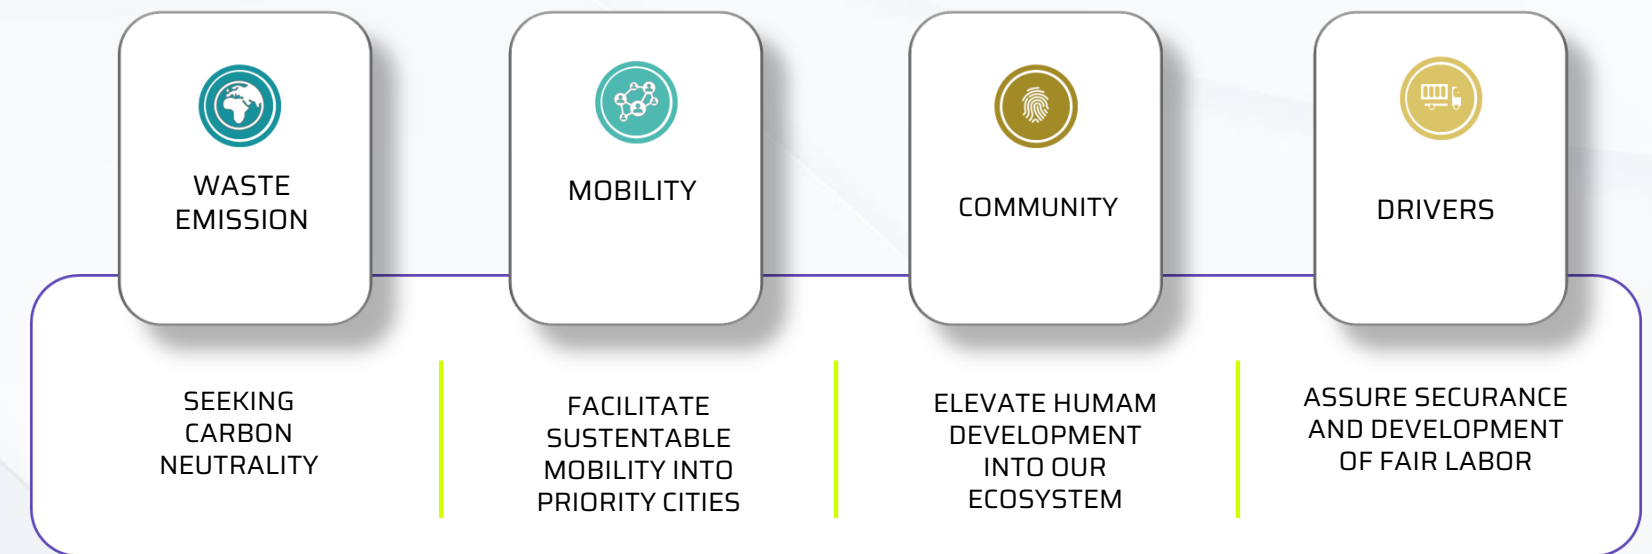 WASTE
EMISSION
MOBILITY
COMMUNITY
DRIVERS
SEEKING
CARBON
NEUTRALITY
FACILITATE
SUSTENTABLE
MOBILITY INTO
PRIORITY CITIES
ELEVATE HUMAM
DEVELOPMENT
INTO OUR
ECOSYSTEM
ASSURE SECURANCE
AND DEVELOPMENT
OF FAIR LABOR